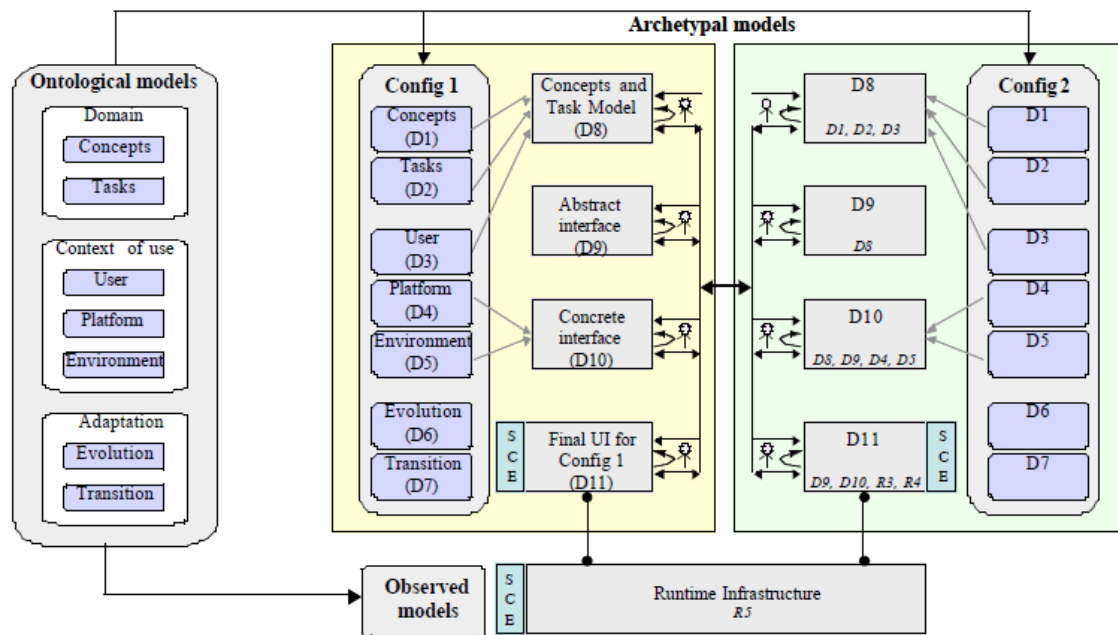 Archetypal models
Ontological models
Domain
Concepts
Tasks
Context of use
User
Platform
Environment
Adaptation
Evolution
Transition
Config 1
Concepts
(D1)
Tasks
(D2)
User
(D3)
Platform
(D4)
Environment
(D5)
Evolution
(D6)
Transition
(D7)
Concepts and
Task Model
(D8)
Abstract
interface
(D9)
Concrete
interface
(D10)
S
C
E
Final UI for
Config 1
(D11)
D8
D1, D2, D3
D9
D8
D10
D8, D9, D4, D5
D11
D9, D10, R3, R4
S
C
E
Config 2
D1
D2
D3
D4
D5
D6
D7
Observed
models
S
C
E
Runtime Infrastructure
R5